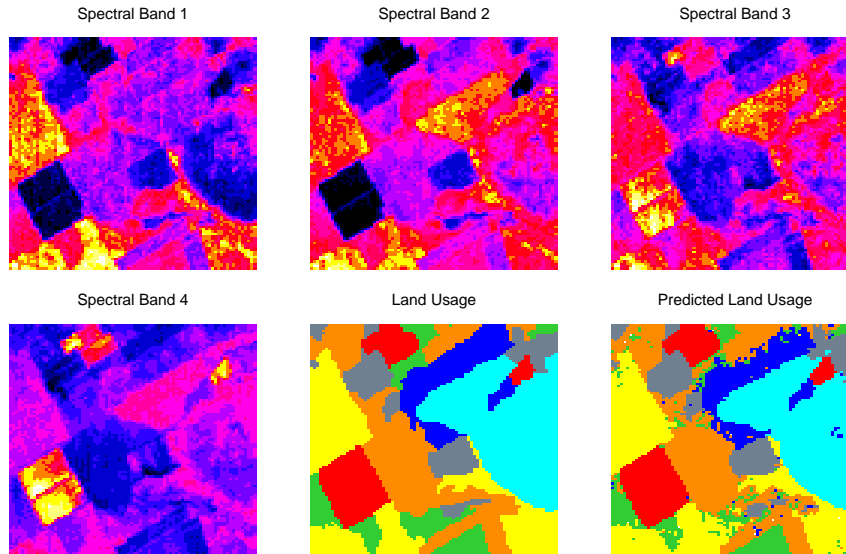 Spectral Band 1
Spectral Band 2
Spectral Band 3
Spectral Band 4
Land Usage
Predicted Land Usage